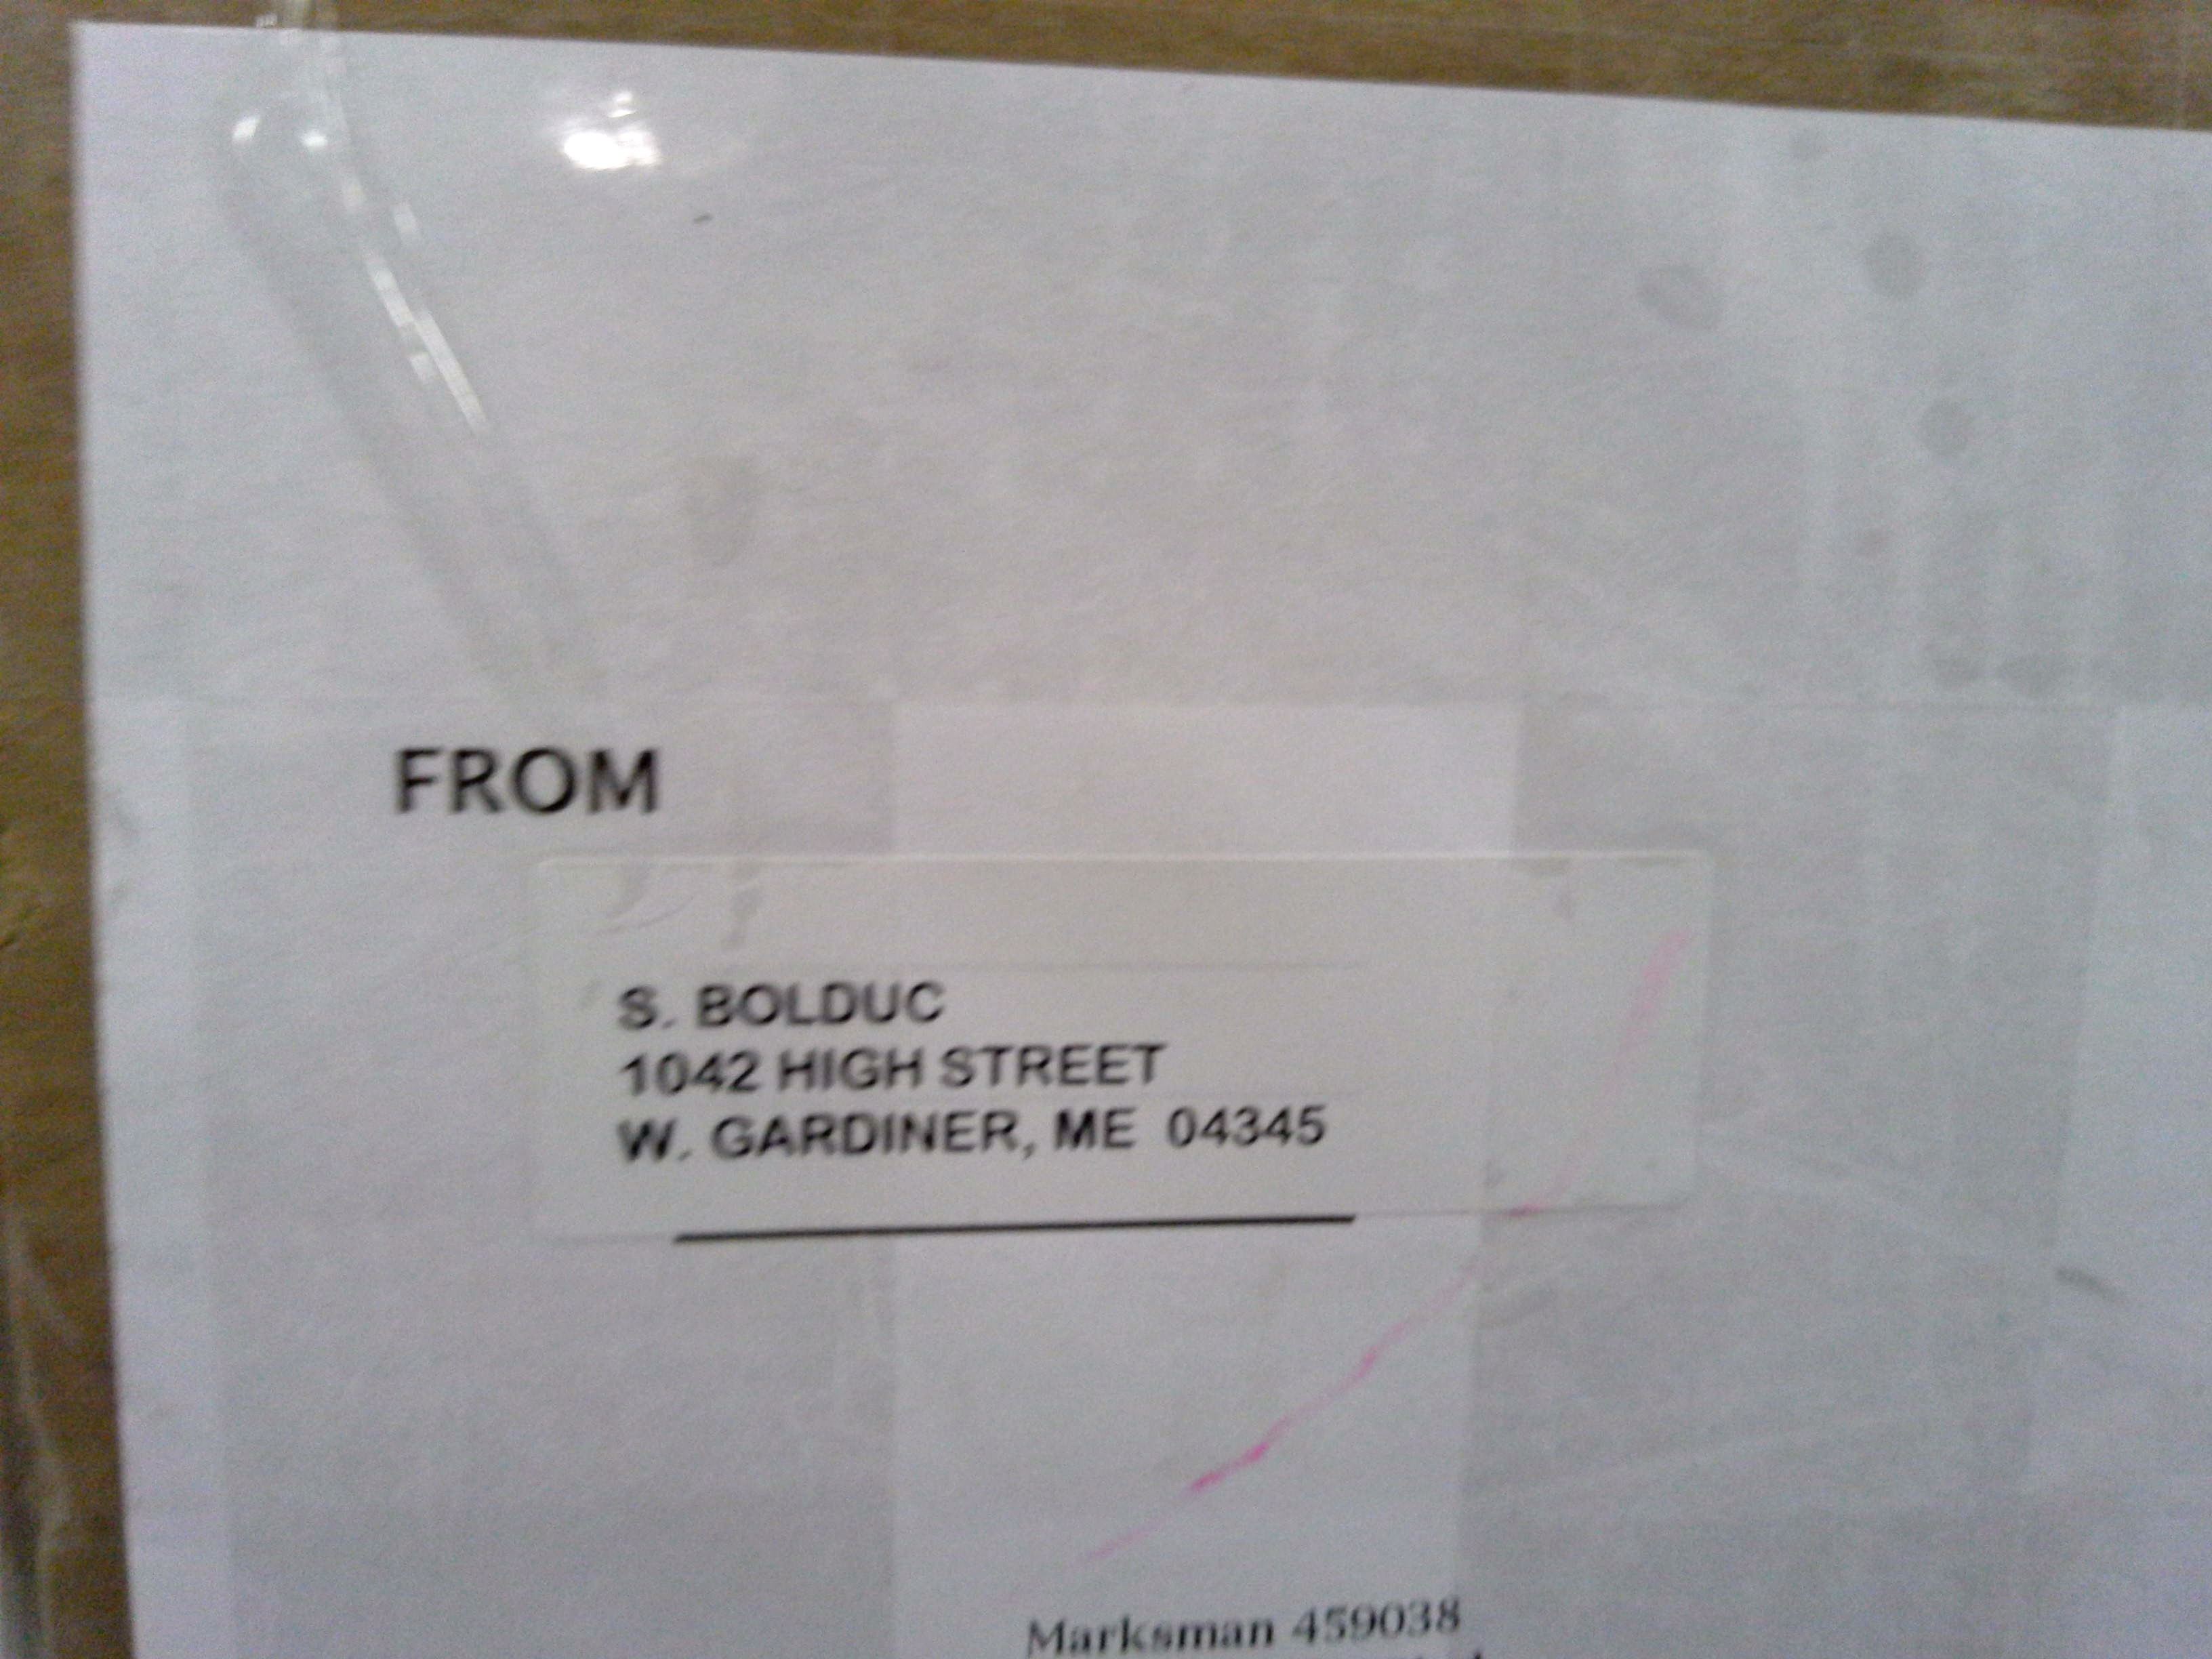 FROM
S. BOLDUC
1042 HIGH STREET
W. GARDINER, ME 04345
Marksman 459038